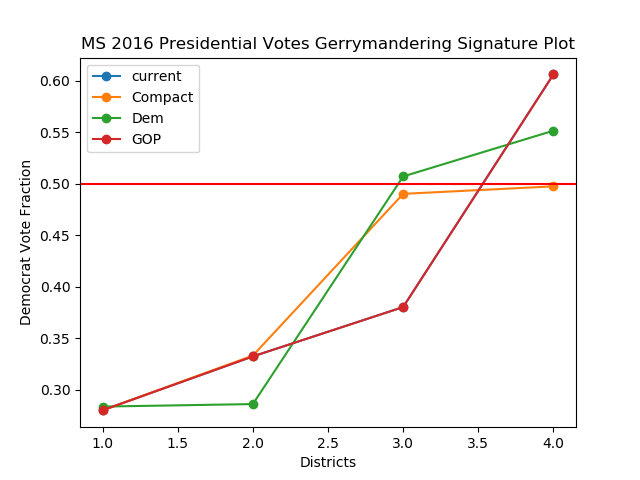 MS 2016 Presidential Votes Gerrymandering Signature Plot
current
Compact
Dem
GOP
0.60
0.55
0.50
0.45
0.40
0.35
0.30
Democrat Vote Fraction
1.0 1.5 2.0 2.5 3.0 3.5 4.0
Districts